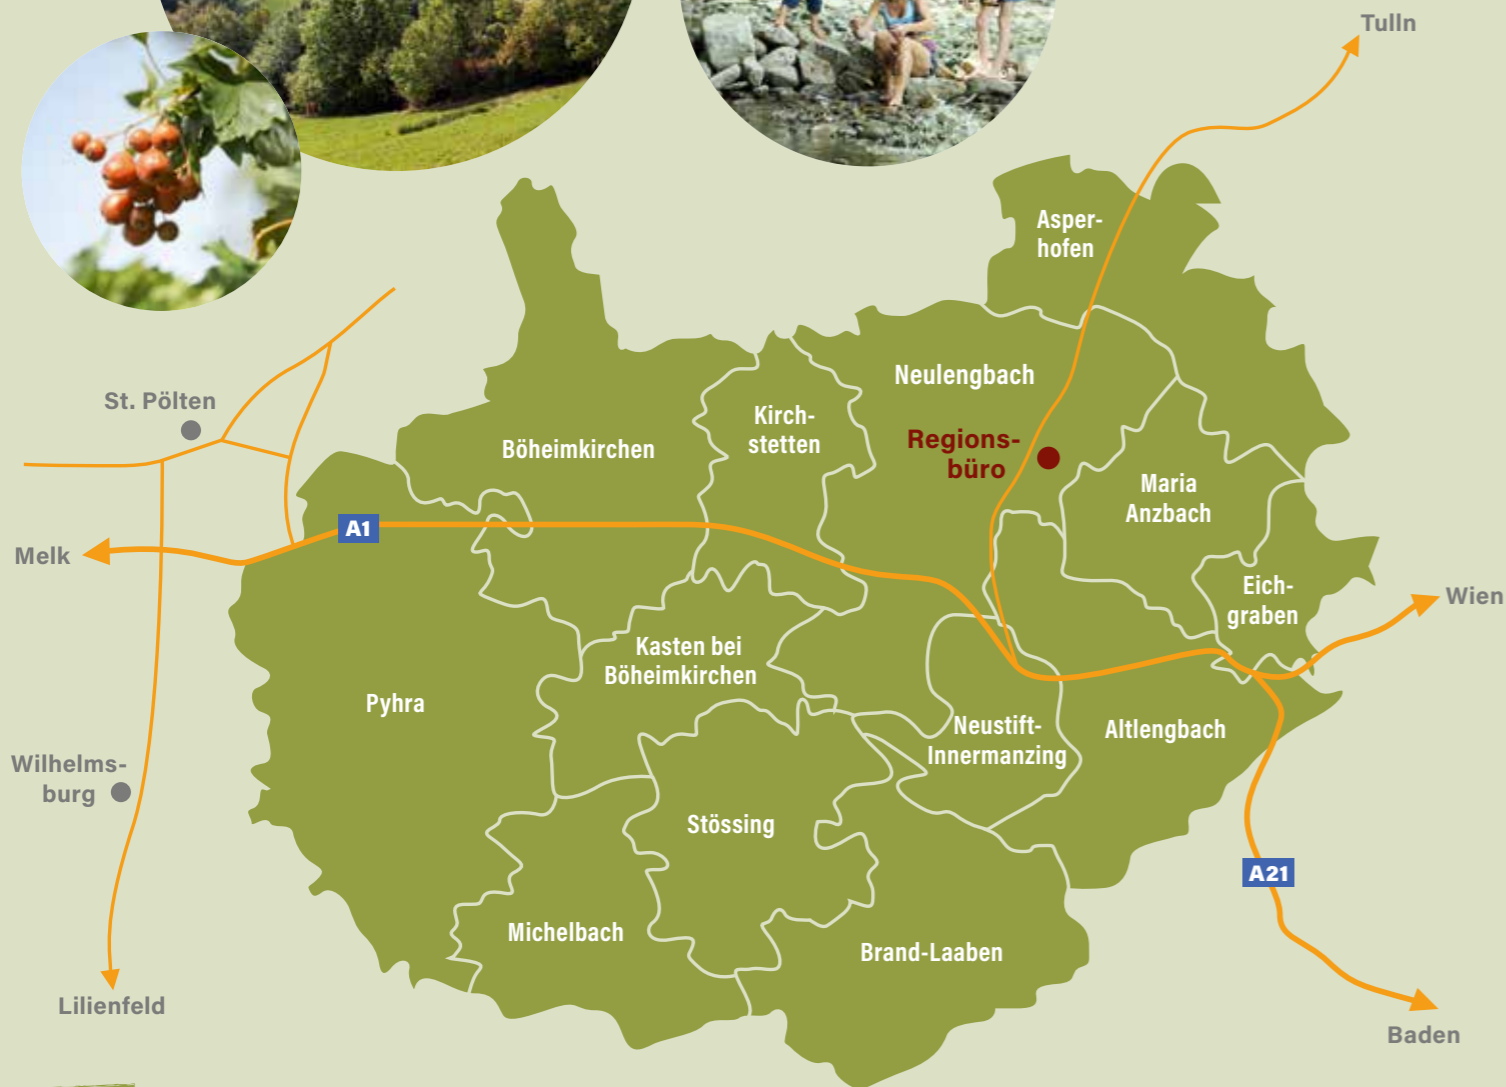 Tulln
Asper-
hofen
Neulengbach
St. Pölten
Kirch-
stetten
Böheimkirchen
Regions-
büro
Maria
Anzbach
A1
Melk
Eich-
graben
Wien
Kasten bei
Böheimkirchen
Pyhra
Neustift-
Innermanzing
Altlengbach
Wilhelms-
burg
Stössing
A21
Michelbach
Brand-Laaben
Lilienfeld
Baden